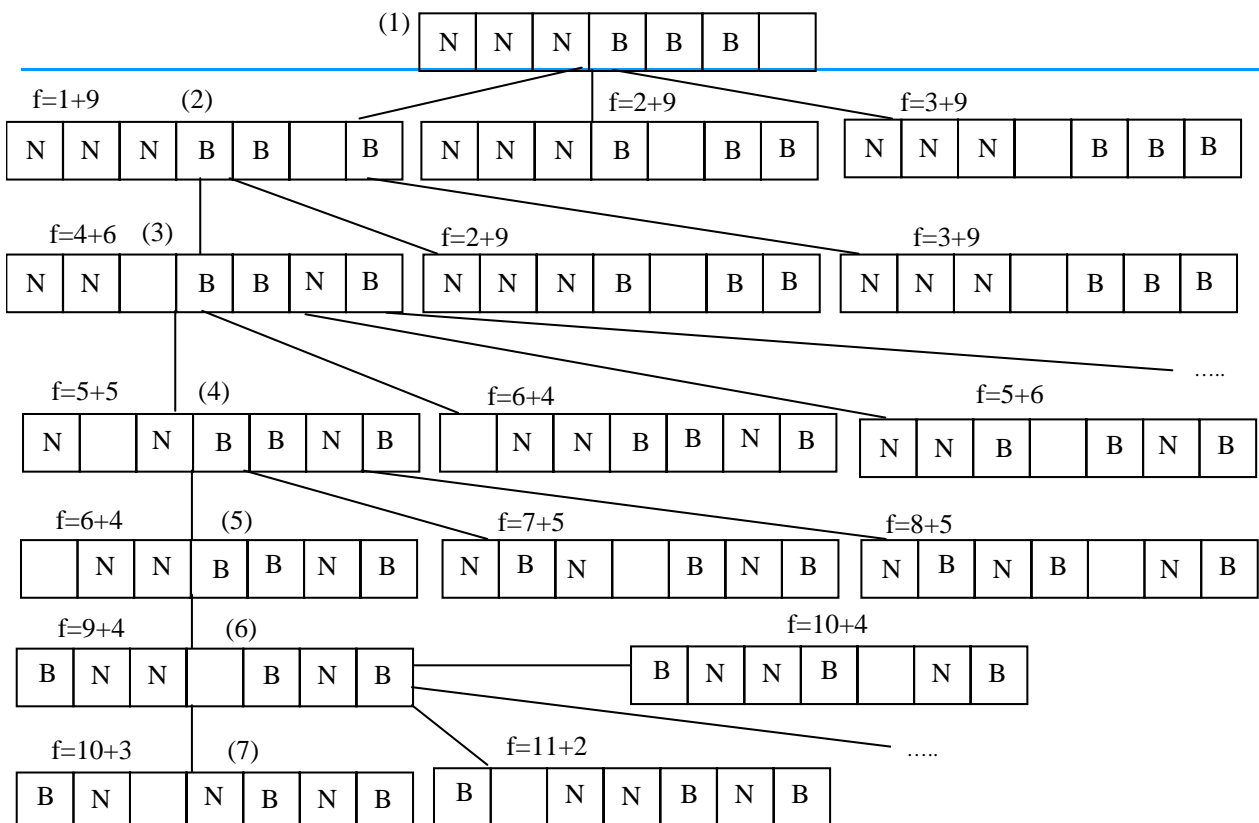 (1) N N N B B B
f=1+9 (2) f=2+9 f=3+9
N N N B B B N N N B B B N N N B B B
f=4+6 (3) f=2+9 f=3+9
N N B B N B N N N B B B N N N B B B
…..
f=5+5 (4) f=6+4 f=5+6
N N B B N B N N B B N B N N B B N B
f=6+4 (5) f=7+5 f=8+5
N N B B N B N B N B N B N B N B N B
f=9+4 (6) f=10+4
B N N B N B B N N B N B
…..
f=10+3 (7) f=11+2
B N N B N B B N N B N B